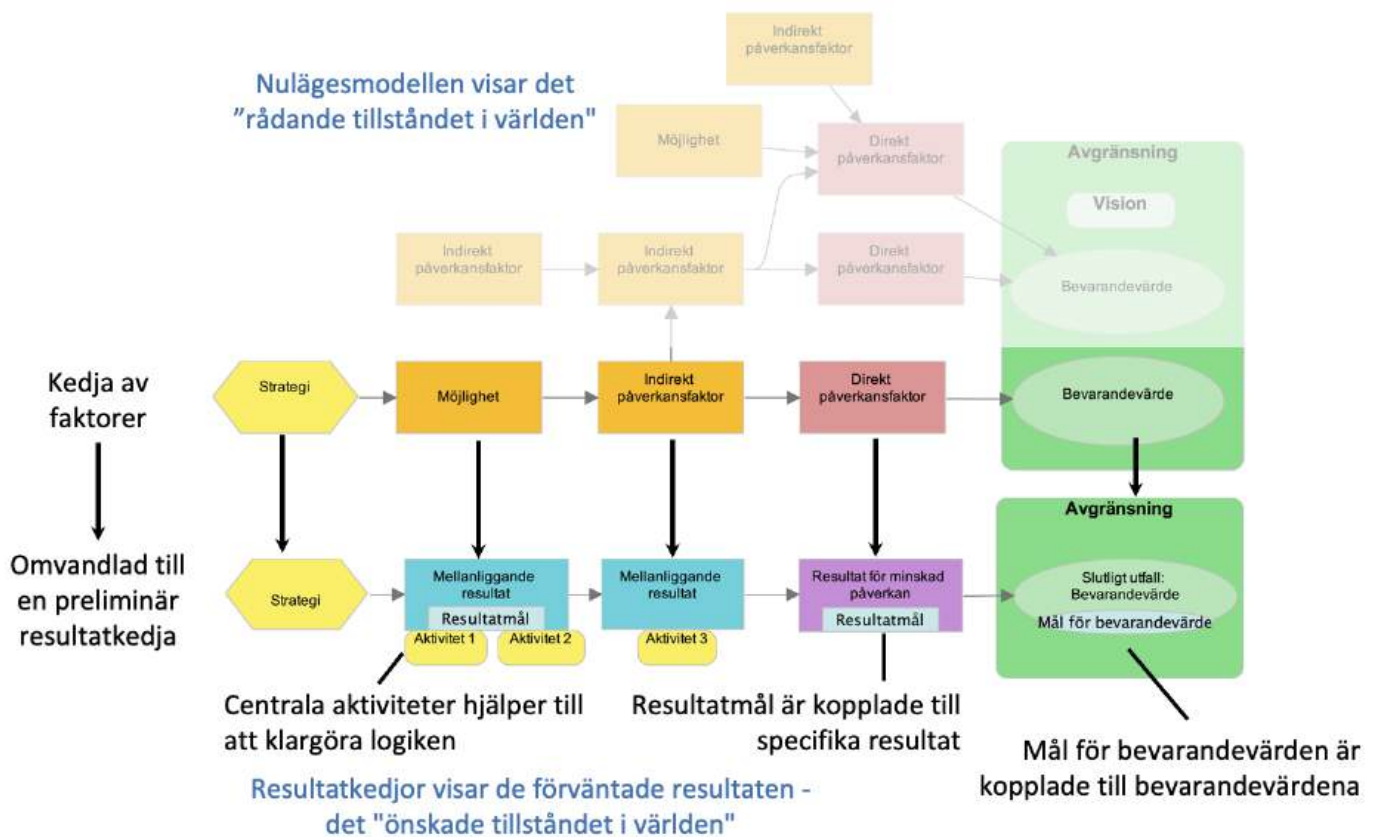 Indirekt
påverkansfaktor
Nulägesmodellen visar det
”rådande tillståndet i världen"
Möjlighet
Direkt
påverkansfaktor
Avgränsning
Vision
Indirekt
påverkansfaktor
Indirekt
påverkansfaktor
Direkt
påverkansfaktor
Bevarandevärde
Kedja av
faktorer
Strategi
Möjlighet
Indirekt
påverkansfaktor
Direkt
påverkansfaktor
Bevarandevärde
Avgränsning
Omvandlad till
en preliminär
resultatkedja
Strategi
Mellanliggande
resultat
Resultatmål
Aktivitet 1
Aktivitet 2
Mellanliggande
resultat
Aktivitet 3
Resultat för minskad
påverkan
Resultatmål
Slutligt utfall:
Bevarandevärde
Mål för bevarandevärde
Centrala aktiviteter hjälper till
att klargöra logiken
Resultatmål är kopplade till
specifika resultat
Mål för bevarandevärden är
kopplade till bevarandevärdena
Resultatkedjor visar de förväntade resultaten -
det "önskade tillståndet i världen"